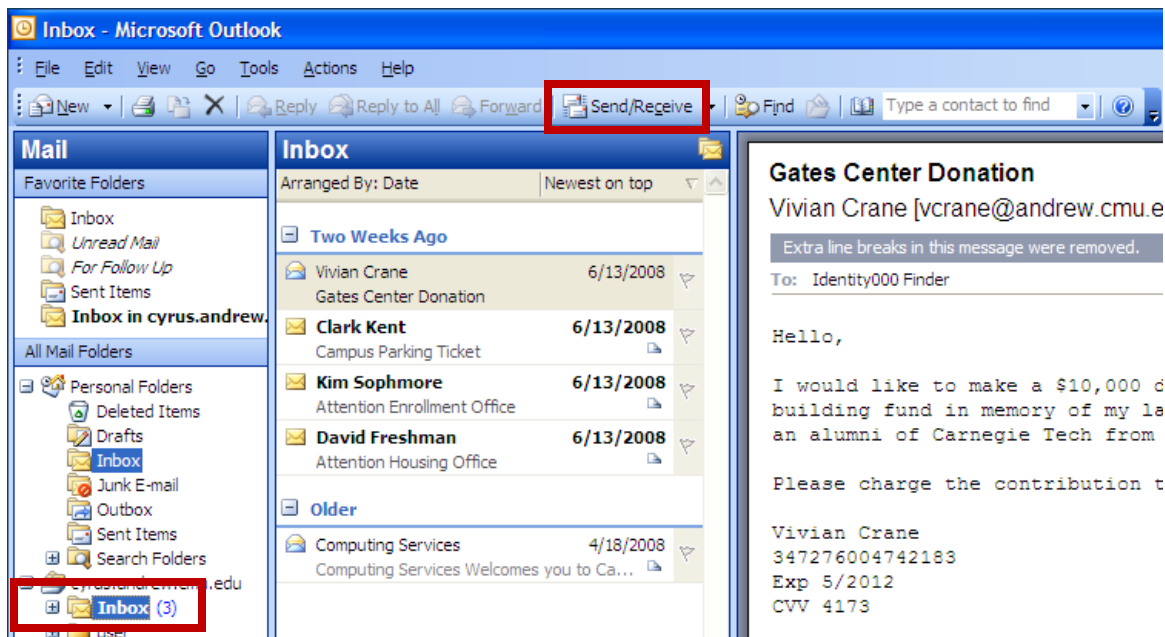 Inbox - Microsoft Outlook
File Edit View Go Tools Actions Help
New Reply Reply to All Forward Send/Receive Find Type a contact to find
Mail
Favorite Folders
Inbox
Unread Mail
For Follow Up
Sent Items
Inbox in cyrus.andrew.
All Mail Folders
Personal Folders
Deleted Items
Drafts
Inbox
Junk E-mail
Outbox
Sent Items
Search Folders
cyrus.andrew.cmu.edu
Inbox (3)
user
Inbox
Arranged By: Date Newest on top
Two Weeks Ago
Vivian Crane 6/13/2008
Gates Center Donation
Clark Kent 6/13/2008
Campus Parking Ticket
Kim Sophmore 6/13/2008
Attention Enrollment Office
David Freshman 6/13/2008
Attention Housing Office
Older
Computing Services 4/18/2008
Computing Services Welcomes you to Ca...
Gates Center Donation
Vivian Crane [vcrane@andrew.cmu.e
Extra line breaks in this message were removed.
To: Identity000 Finder
Hello,
I would like to make a $10,000 d
building fund in memory of my la
an alumni of Carnegie Tech from
Please charge the contribution t
Vivian Crane
347276004742183
Exp 5/2012
CVV 4173